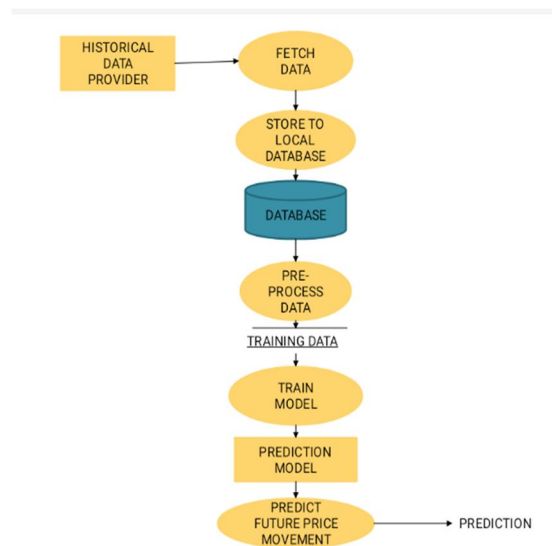 HISTORICAL
DATA
PROVIDER
FETCH
DATA
STORE TO
LOCAL
DATABASE
DATABASE
PRE-
PROCESS
DATA
TRAINING DATA
TRAIN
MODEL
PREDICTION
MODEL
PREDICT
FUTURE PRICE
MOVEMENT
PREDICTION